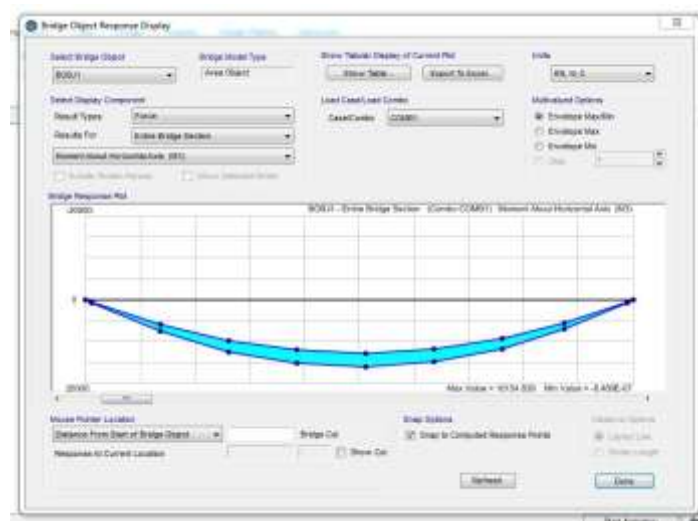 Bridge Object Response Display
Select Bridge Object
Bridge Model Type
Show Tabular Display of Current Plot
Units
BOBJ1
Area Object
Show Table...
Export To Excel...
KN, m, C
Select Display Component
Load Case/Load Combo
Multivalued Options
Result Types
Force
Case/Combo
COMB1
Envelope Max/Min
Results For
Entire Bridge Section
Envelope Max
Moment About Horizontal Axis (M3)
Envelope Min
Step
Bridge Response Plot
BOBJ1 - Entire Bridge Section (Combo COMB1) Moment About Horizontal Axis (M3)
0
Mouse Pointer Location
Snap Options
Distance From Start of Bridge Object
Bridge Cut
Snap to Computed Response Points
Layout Line
Response at Current Location
Show Cut
Girder Length
Refresh
Done